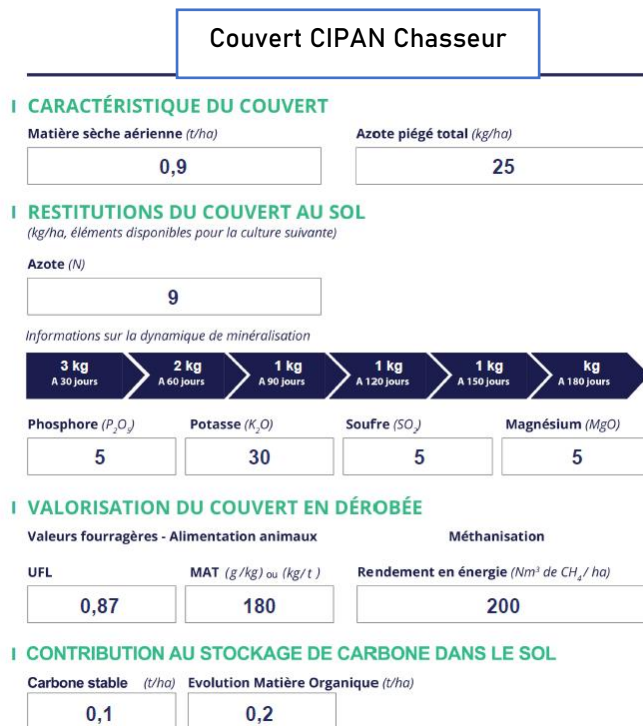 Couvert CIPAN Chasseur
CARACTÉRISTIQUE DU COUVERT
Matière sèche aérienne (t/ha) Azote piégé total (kg/ha)
0,9 25
RESTITUTIONS DU COUVERT AU SOL
(kg/ha, éléments disponibles pour la culture suivante)
Azote (N)
9
Informations sur la dynamique de minéralisation
3 kg 2 kg 1 kg 1 kg 1 kg kg
A 30 jours A 60 jours A 90 jours A 120 jours A 150 jours A 180 jours
Phosphore (P₂O₅) Potasse (K₂O) Soufre (SO₂) Magnésium (MgO)
5 30 5 5
VALORISATION DU COUVERT EN DÉROBÉE
Valeurs fourragères - Alimentation animaux Méthanisation
UFL MAT (g/kg) ou (kg/t ) Rendement en énergie (Nm³ de CH₄/ ha)
0,87 180 200
CONTRIBUTION AU STOCKAGE DE CARBONE DANS LE SOL
Carbone stable (t/ha) Evolution Matière Organique (t/ha)
0,1 0,2